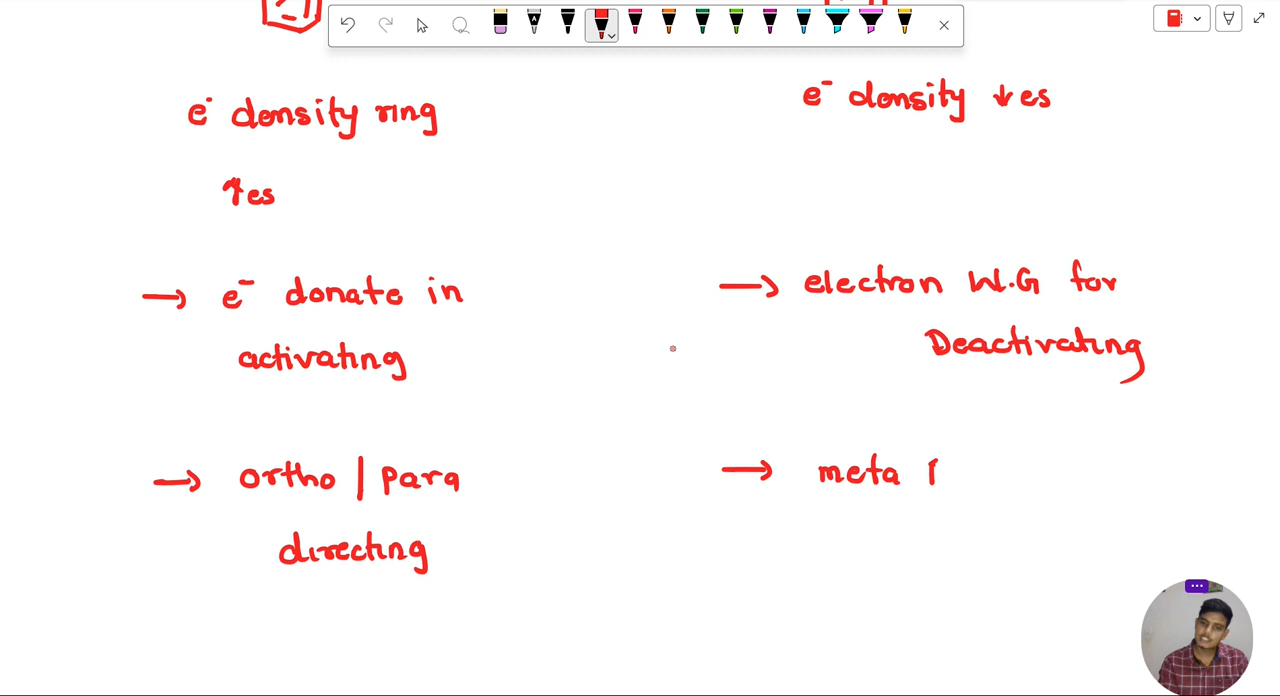 e⁻ density ring
↑es
→ e⁻ donate in
activating
→ ortho | para
directing
e⁻ density ↓es
→ electron W.G for
Deactivating
→ meta